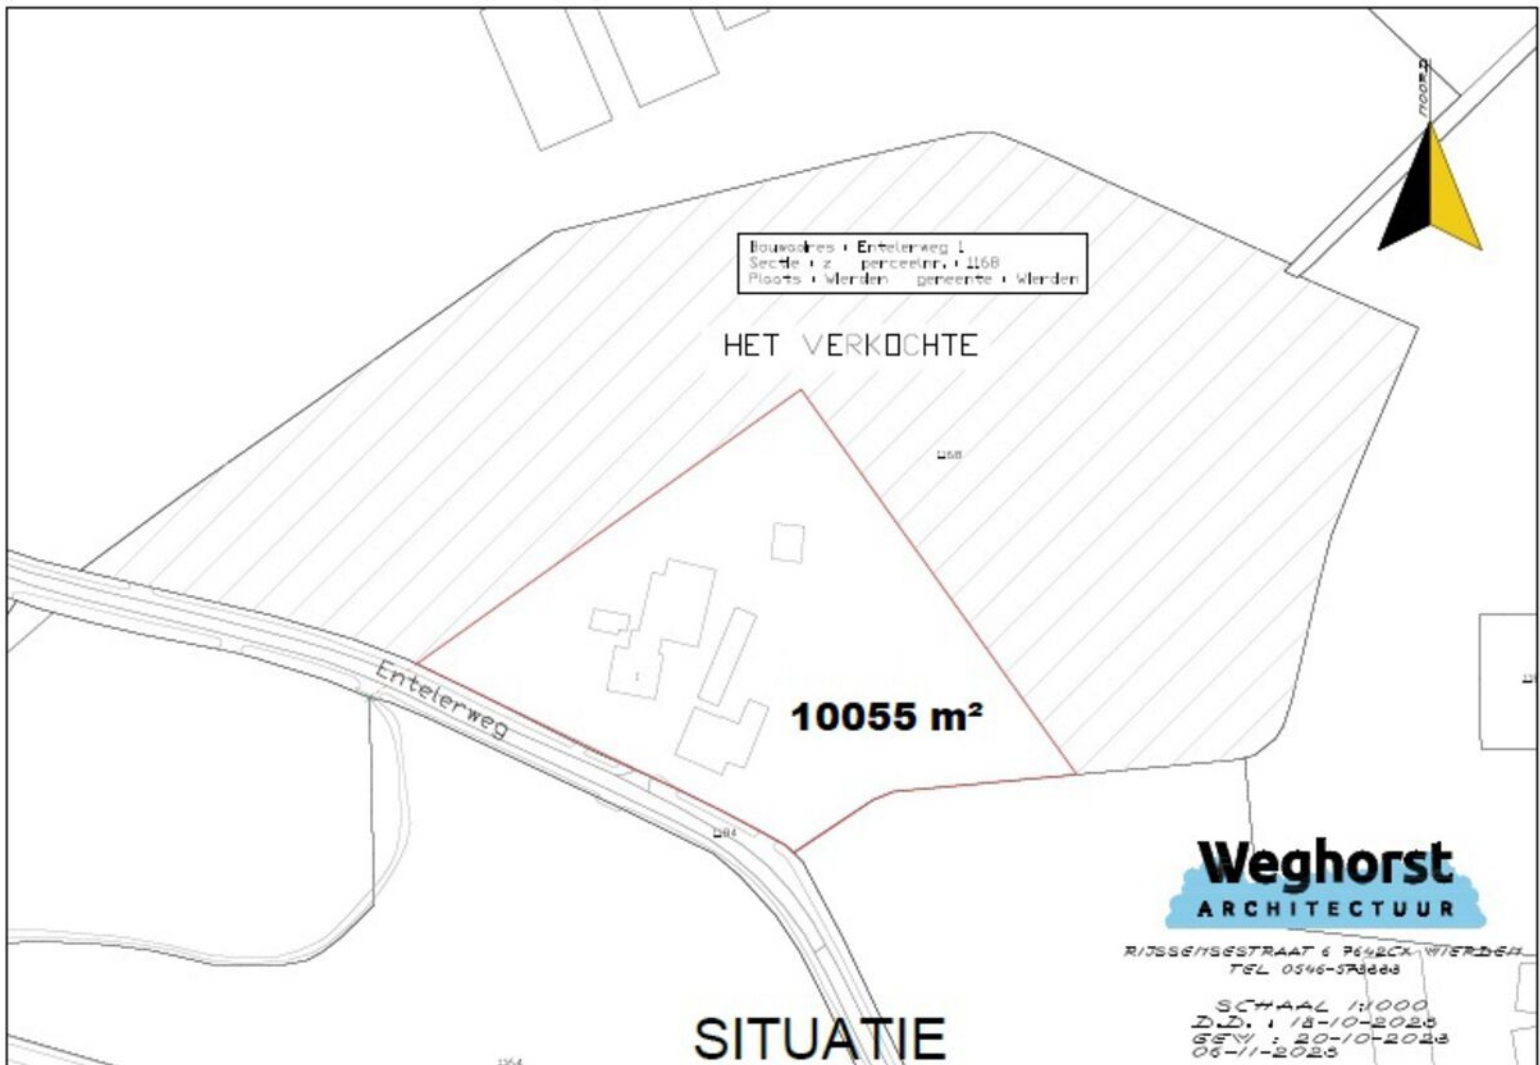 NOORD
Bouwadres : Entelerweg 1
Sectie : z perceelnr. : 1168
Plaats : Wierden gemeente : Wierden
HET VERKOCHTE
1168
1
Entelerweg
10055 m²
1184
Weghorst
ARCHITECTUUR
RIJSSENSESTRAAT 6 7642CX WIERDEN
TEL 0546-
SCHAAL 1:1000
D.D. : 18-10-2023
GEW : 20-10-2023
06-11-2023
SITUATIE